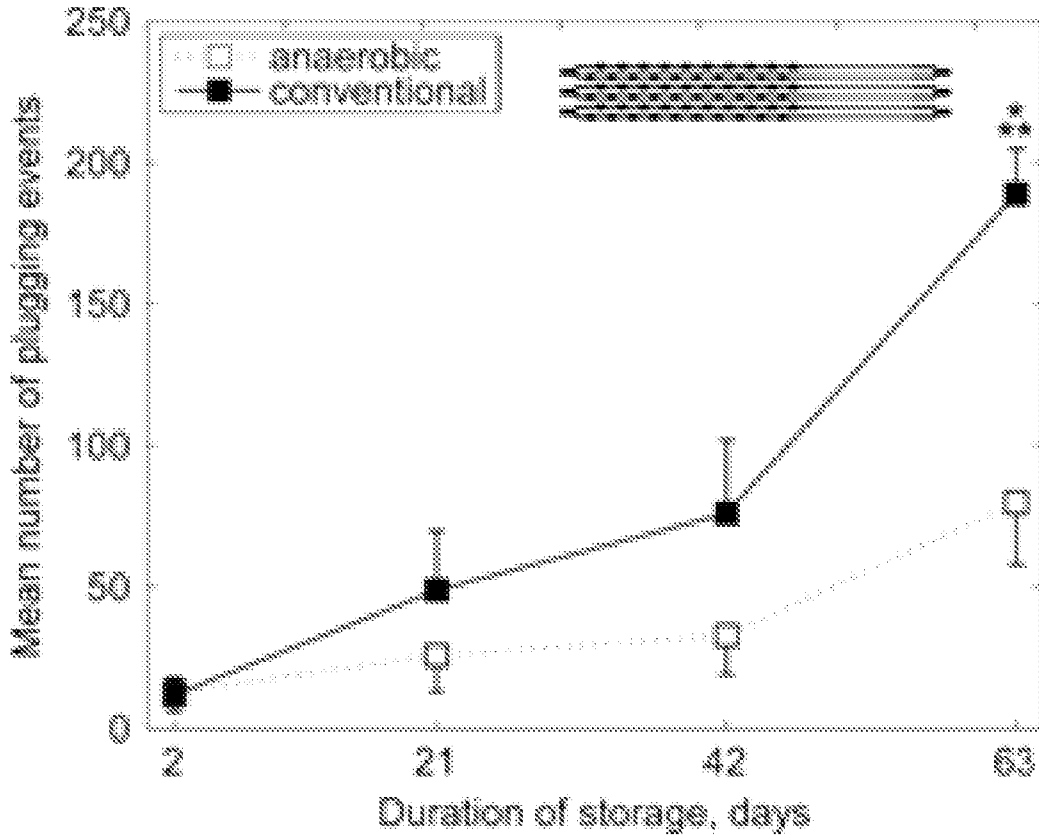 250
anaerobic
conventional
200
150
100
50
0
2 21 42 63
Mean number of plugging events
Duration of storage, days